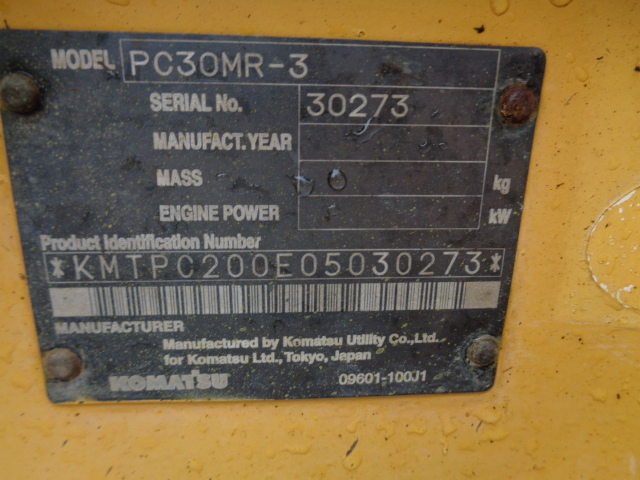 MODEL PC30MR-3
SERIAL No. 30273
MANUFACT. YEAR
MASS kg
ENGINE POWER kW
Product Identification Number
*KMTPC200E05030273*
MANUFACTURER
Manufactured by Komatsu Utility Co.,Ltd.
for Komatsu Ltd., Tokyo, Japan
KOMATSU 09601-100J1